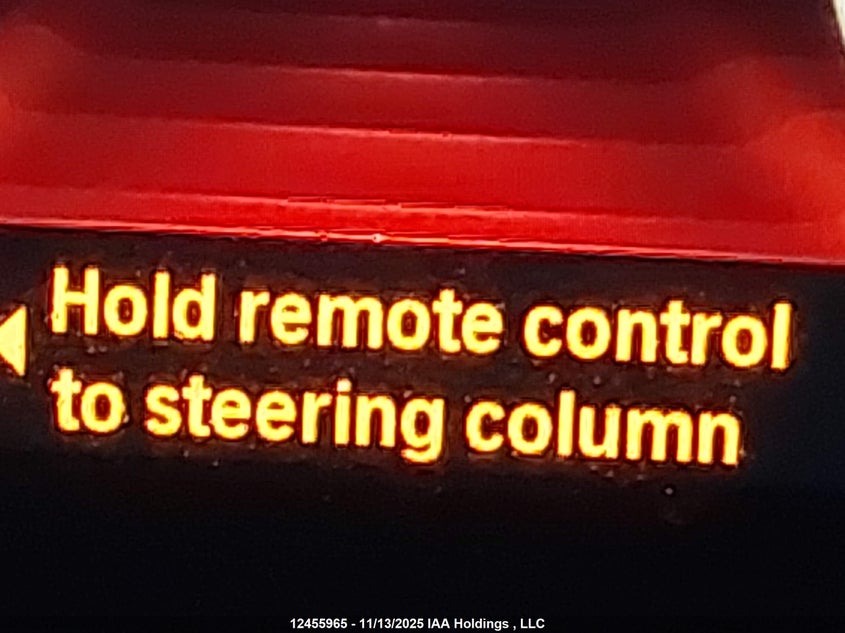 Hold remote control
to steering column
12455965 - 11/13/2025 IAA Holdings , LLC